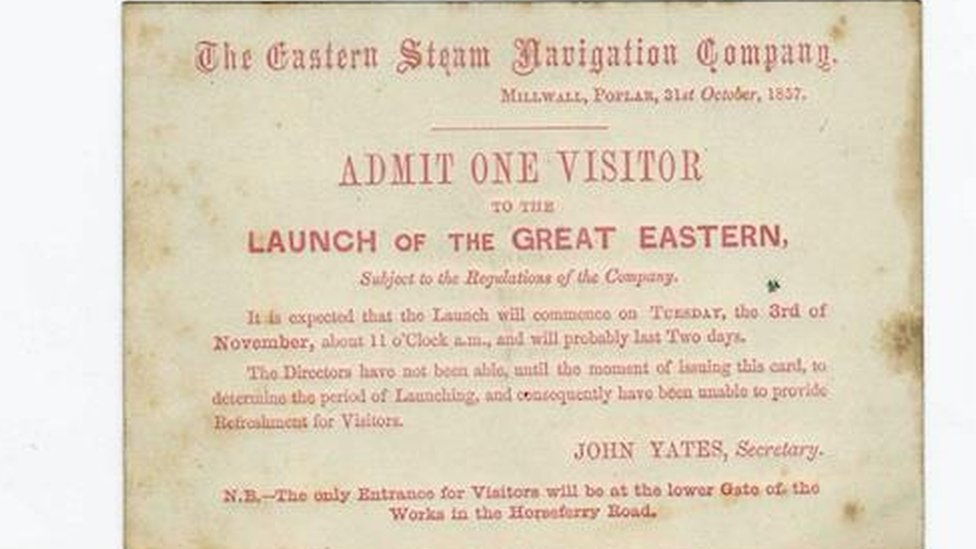 The Eastern Steam Navigation Company.
Millwall, Poplar, 31st October, 1857.
ADMIT ONE VISITOR
TO THE
LAUNCH OF THE GREAT EASTERN,
Subject to the Regulations of the Company.
It is expected that the Launch will commence on Tuesday, the 3rd of
November, about 11 o'Clock a.m., and will probably last Two days.
The Directors have not been able, until the moment of issuing this card, to
determine the period of Launching, and consequently have been unable to provide
Refreshment for Visitors.
JOHN YATES, Secretary.
N.B.—The only Entrance for Visitors will be at the lower Gate of the
Works in the Horseferry Road.